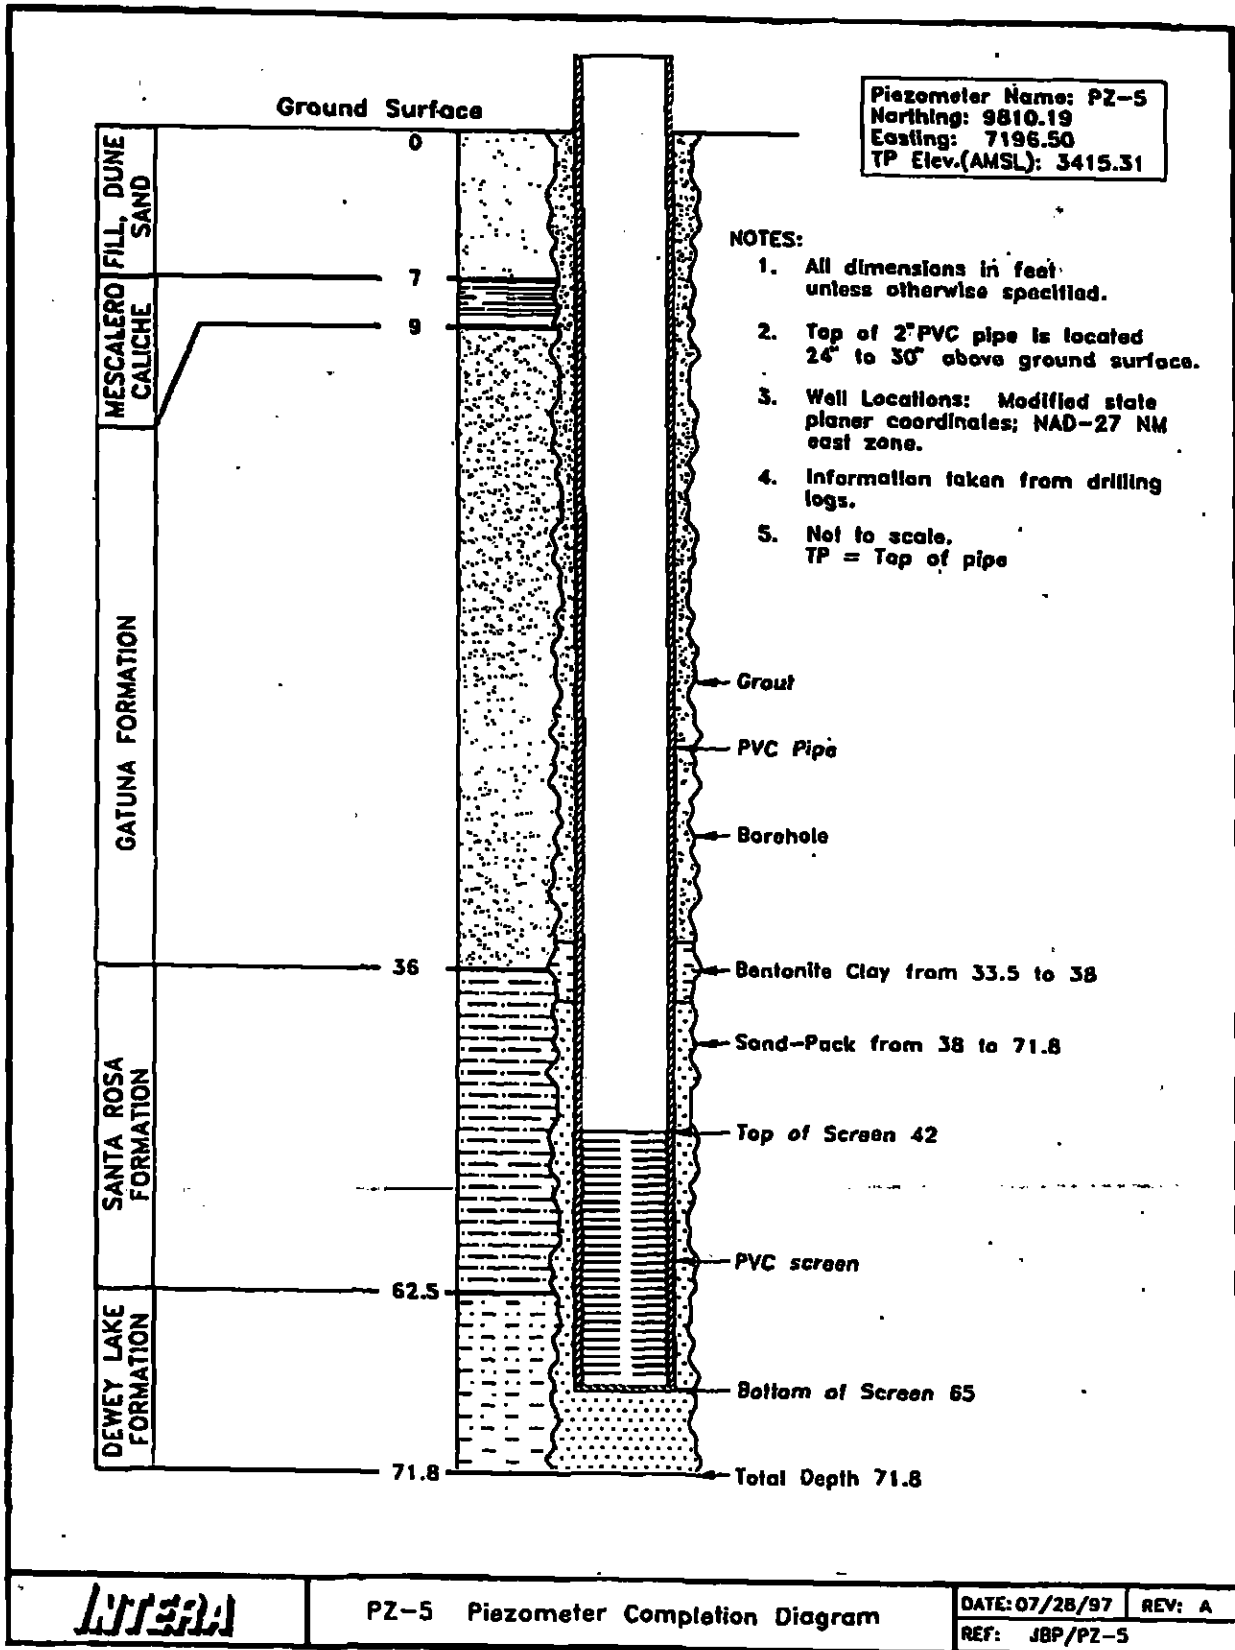 Ground Surface
Piezometer Name: PZ-5
Northing: 9810.19
Easting: 7196.50
TP Elev.(AMSL): 3415.31
FILL, DUNE
SAND
MESCALERO
CALICHE
GATUNA FORMATION
SANTA ROSA
FORMATION
DEWEY LAKE
FORMATION
0
7
9
36
62.5
71.8
NOTES:
1. All dimensions in feet
unless otherwise specified.
2. Top of 2" PVC pipe is located
24" to 30" above ground surface.
3. Well Locations: Modified state
planer coordinates; NAD-27 NM
east zone.
4. Information taken from drilling
logs.
5. Not to scale.
TP = Top of pipe
Grout
PVC Pipe
Borehole
Bentonite Clay from 33.5 to 38
Sand-Pack from 38 to 71.8
Top of Screen 42
PVC screen
Bottom of Screen 65
Total Depth 71.8
INTERA
PZ-5 Piezometer Completion Diagram
DATE: 07/28/97
REV: A
REF: JBP/PZ-5